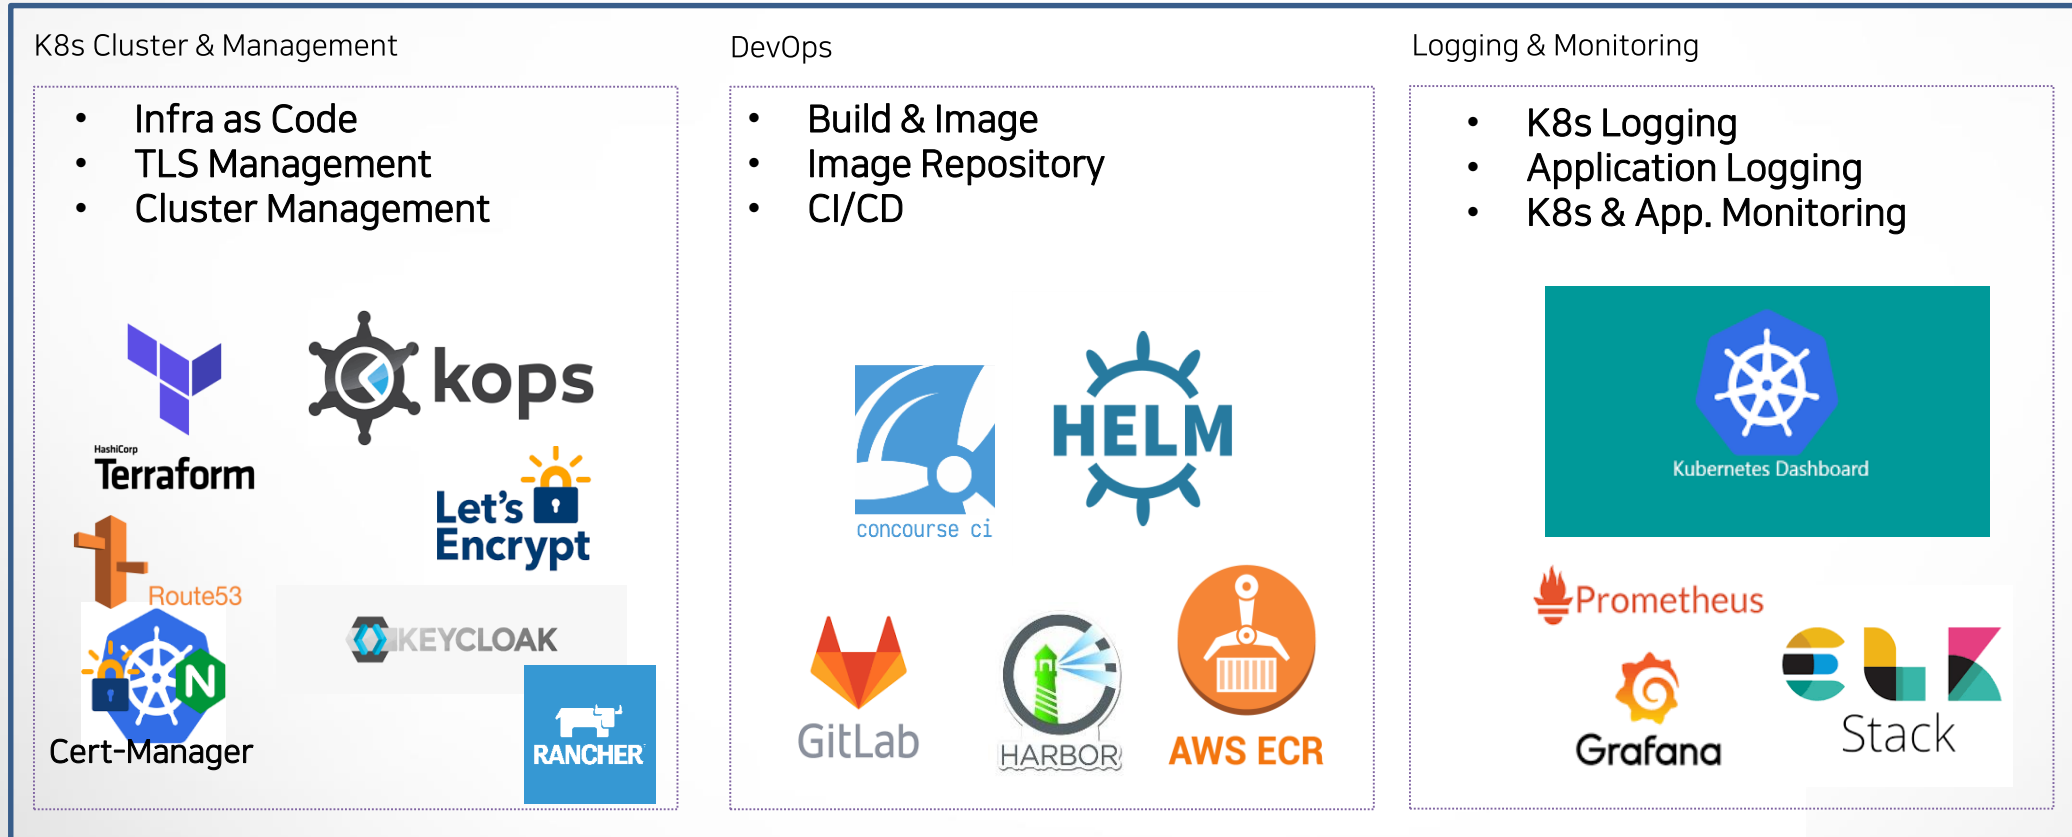 K8s Cluster & Management
• Infra as Code
• TLS Management
• Cluster Management
kops
HashiCorp
Terraform
Let's
Encrypt
Route53
KEYCLOAK
N
Cert-Manager
RANCHER
DevOps
• Build & Image
• Image Repository
• CI/CD
HELM
concourse ci
GitLab
HARBOR
AWS ECR
Logging & Monitoring
• K8s Logging
• Application Logging
• K8s & App. Monitoring
Kubernetes Dashboard
Prometheus
ELK
Stack
Grafana